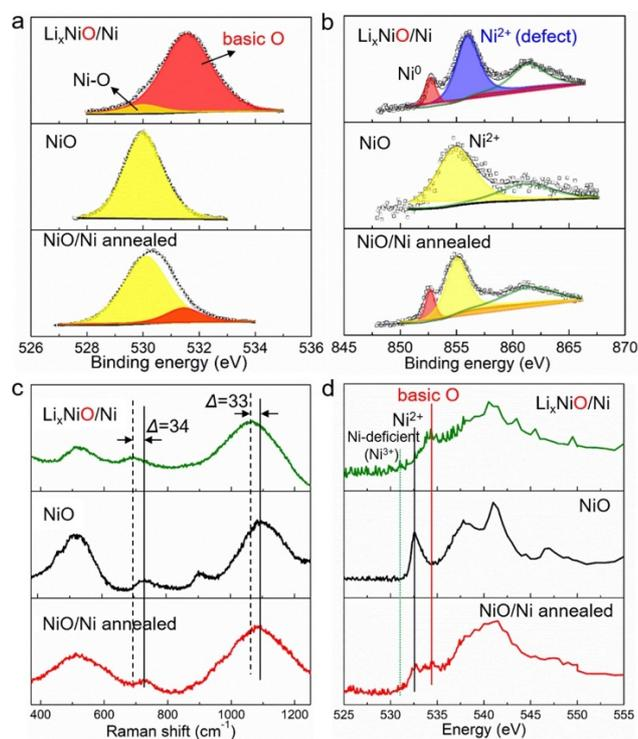 a
LiₓNiO/Ni
basic O
Ni-O
NiO
NiO/Ni annealed
526 528 530 532 534 536
Binding energy (eV)
b
LiₓNiO/Ni
Ni²⁺ (defect)
Ni⁰
NiO
Ni²⁺
NiO/Ni annealed
845 850 855 860 865 870
Binding energy (eV)
c
LiₓNiO/Ni
Δ=33
Δ=34
NiO
NiO/Ni annealed
400 600 800 1000 1200
Raman shift (cm⁻¹)
d
basic O
LiₓNiO/Ni
Ni²⁺
Ni-deficient
(Ni³⁺)
NiO
NiO/Ni annealed
525 530 535 540 545 550 555
Energy (eV)